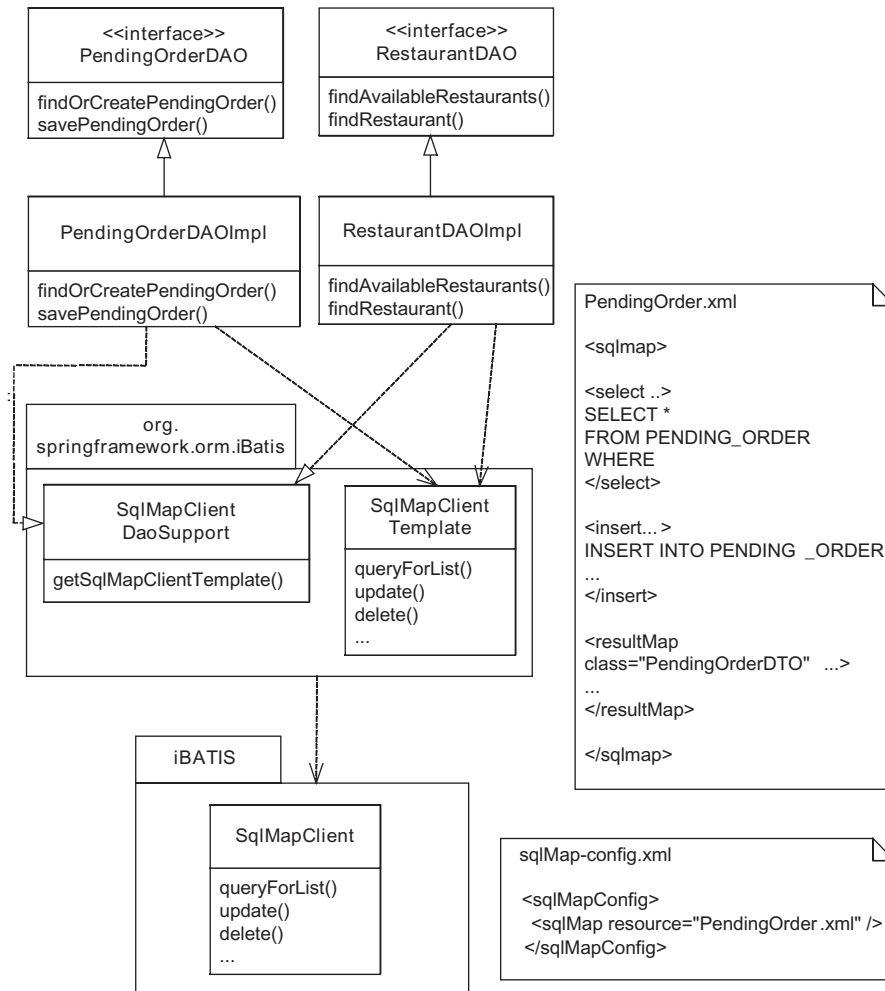 <<interface>>
PendingOrderDAO
findOrCreatePendingOrder()
savePendingOrder()
<<interface>>
RestaurantDAO
findAvailableRestaurants()
findRestaurant()
PendingOrderDAOImpl
findOrCreatePendingOrder()
savePendingOrder()
RestaurantDAOImpl
findAvailableRestaurants()
findRestaurant()
:
org.
springframework.orm.iBatis
SqlMapClient
DaoSupport
getSqlMapClientTemplate()
SqlMapClient
Template
queryForList()
update()
delete()
...
iBATIS
SqlMapClient
queryForList()
update()
delete()
...
PendingOrder.xml
<sqlmap>
<select ..>
SELECT *
FROM PENDING_ORDER
WHERE
</select>
<insert... >
INSERT INTO PENDING _ORDER
...
</insert>
<resultMap
class="PendingOrderDTO" ...>
...
</resultMap>
</sqlmap>
sqlMap-config.xml
<sqlMapConfig>
<sqlMap resource="PendingOrder.xml" />
</sqlMapConfig>